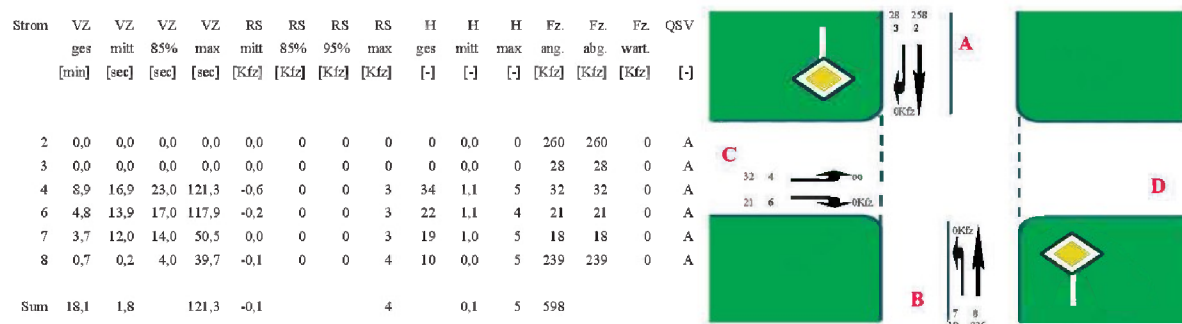 Strom VZ VZ VZ VZ RS RS RS RS H H H Fz. Fz. Fz. QSV
ges mitt 85% max mitt 85% 95% max ges mitt max ang. abg. wart.
[min] [sec] [sec] [sec] [Kfz] [Kfz] [Kfz] [Kfz] [-] [-] [-] [Kfz] [Kfz] [Kfz] [-]
2 0,0 0,0 0,0 0,0 0,0 0 0 0 0 0,0 0 260 260 0 A
3 0,0 0,0 0,0 0,0 0,0 0 0 0 0 0,0 0 28 28 0 A
4 8,9 16,9 23,0 121,3 -0,6 0 0 3 34 1,1 5 32 32 0 A
6 4,8 13,9 17,0 117,9 -0,2 0 0 3 22 1,1 4 21 21 0 A
7 3,7 12,0 14,0 50,5 0,0 0 0 3 19 1,0 5 18 18 0 A
8 0,7 0,2 4,0 39,7 -0,1 0 0 4 10 0,0 5 239 239 0 A
Sum 18,1 1,8 121,3 -0,1 4 0,1 5 598
28 258
3 2
A
0Kfz
C
32 4 oo
21 6 0Kfz
D
0Kfz
B
7 8